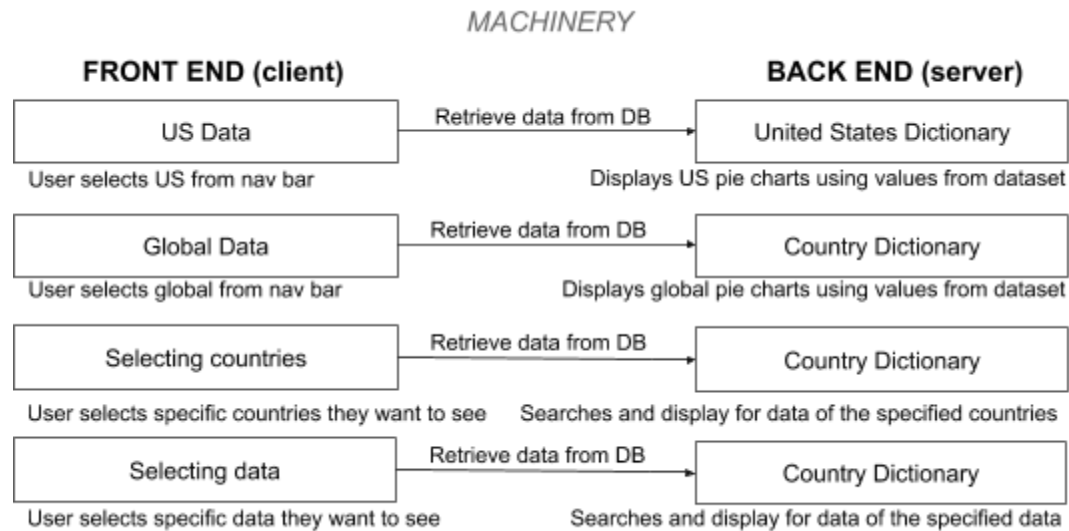 MACHINERY
FRONT END (client)
BACK END (server)
US Data
Retrieve data from DB
United States Dictionary
User selects US from nav bar
Displays US pie charts using values from dataset
Global Data
Retrieve data from DB
Country Dictionary
User selects global from nav bar
Displays global pie charts using values from dataset
Selecting countries
Retrieve data from DB
Country Dictionary
User selects specific countries they want to see
Searches and display for data of the specified countries
Selecting data
Retrieve data from DB
Country Dictionary
User selects specific data they want to see
Searches and display for data of the specified data